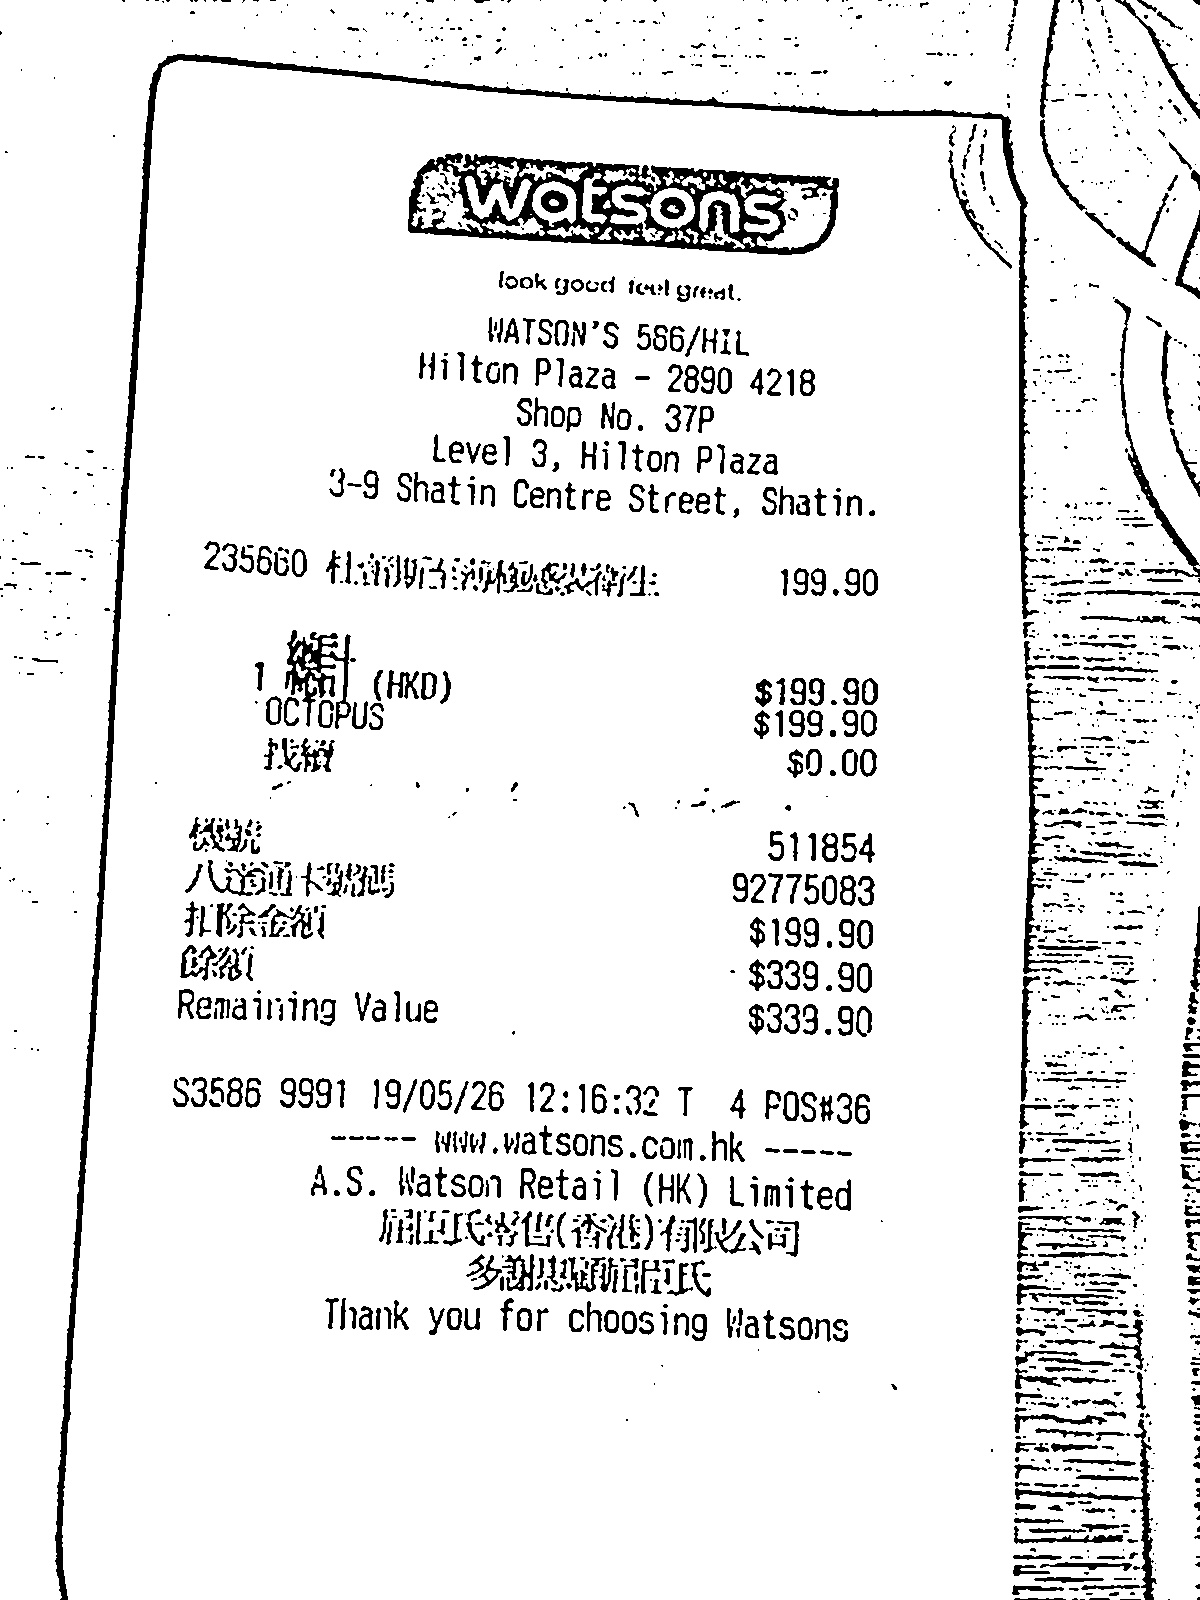 watsons
look good feel great.
WATSON'S 586/HIL
Hilton Plaza - 2890 4218
Shop No. 37P
Level 3, Hilton Plaza
3-9 Shatin Centre Street, Shatin.
235660 杜 衛生 199.90
總計
1 (HKD) $199.90
OCTOPUS $199.90
找續 $0.00
機號 511854
八達通卡號碼 92775083
扣除金額 $199.90
餘額 $339.90
Remaining Value $339.90
S3586 9991 19/05/26 12:16:32 T 4 POS#36
----- www.watsons.com.hk -----
A.S. Watson Retail (HK) Limited
屈臣氏零售(香港)有限公司
多謝惠顧屈臣氏
Thank you for choosing Watsons